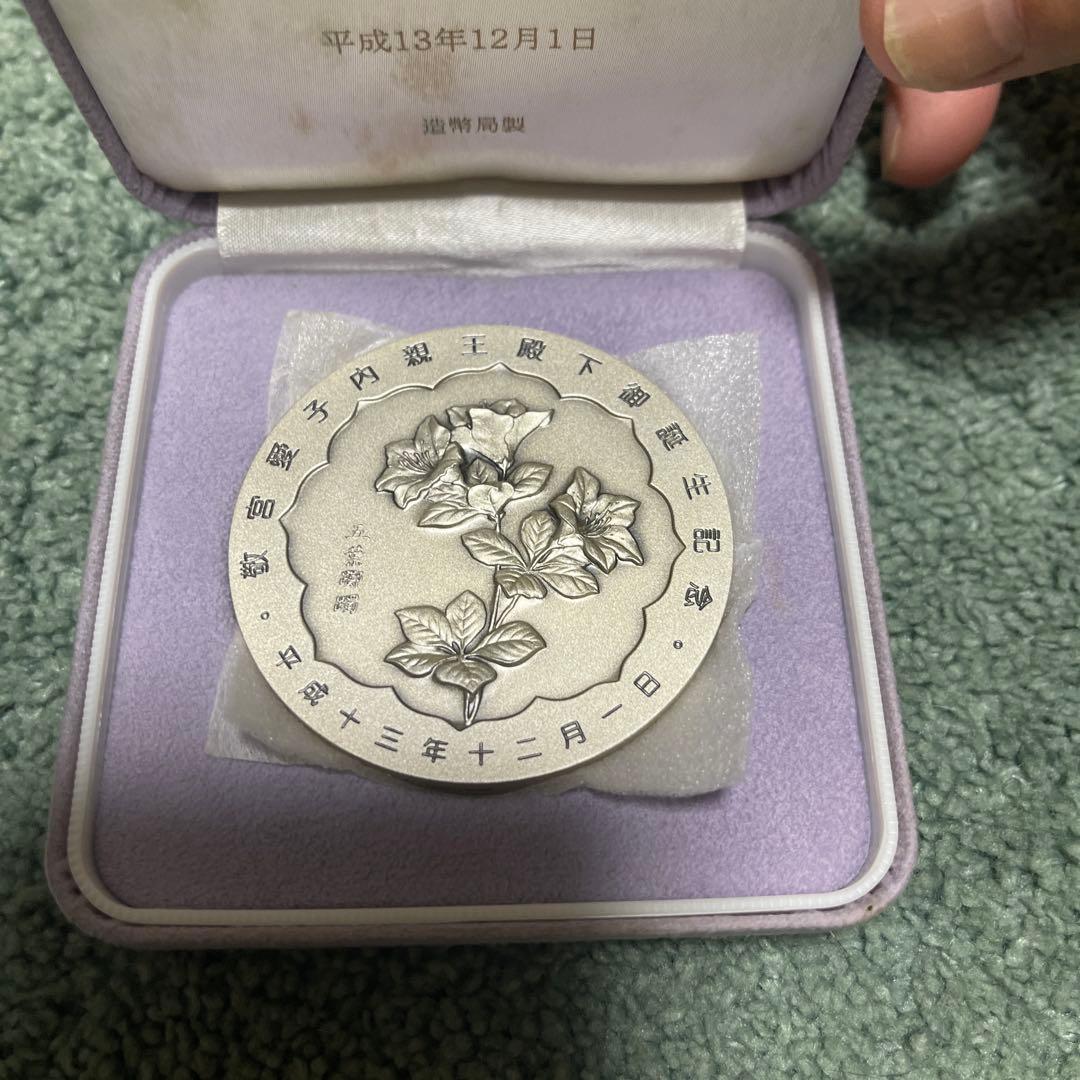 平成13年12月1日
造幣局製
敬宮愛子内親王殿下御誕生記念
平成十三年十二月一日